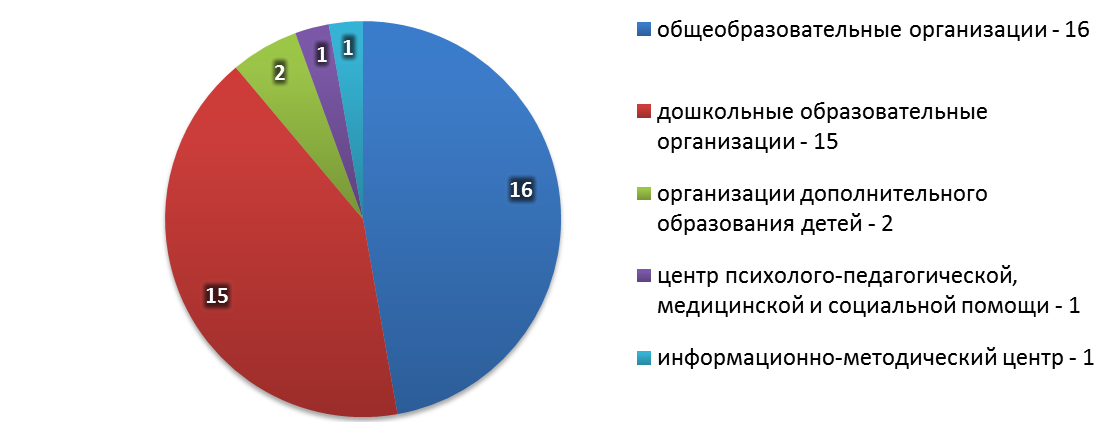 1
1
2
16
15
общеобразовательные организации - 16
дошкольные образовательные
организации - 15
организации дополнительного
образования детей - 2
центр психолого-педагогической,
медицинской и социальной помощи - 1
информационно-методический центр - 1